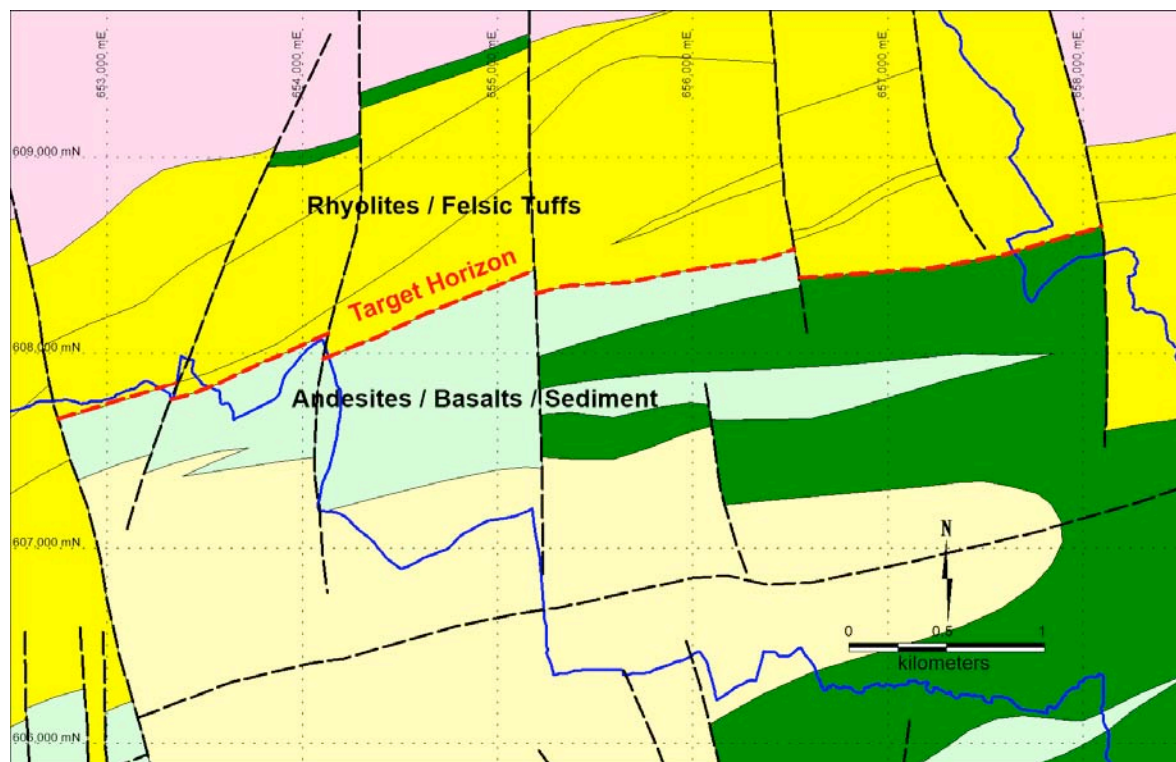 653,000 mE
654,000 mE
655,000 mE
656,000 mE
657,000 mE
658,000 mE
609,000 mN
Rhyolites / Felsic Tuffs
Target Horizon
608,000 mN
Andesites / Basalts / Sediment
607,000 mN
N
0 0.5 1
kilometers
606,000 mN